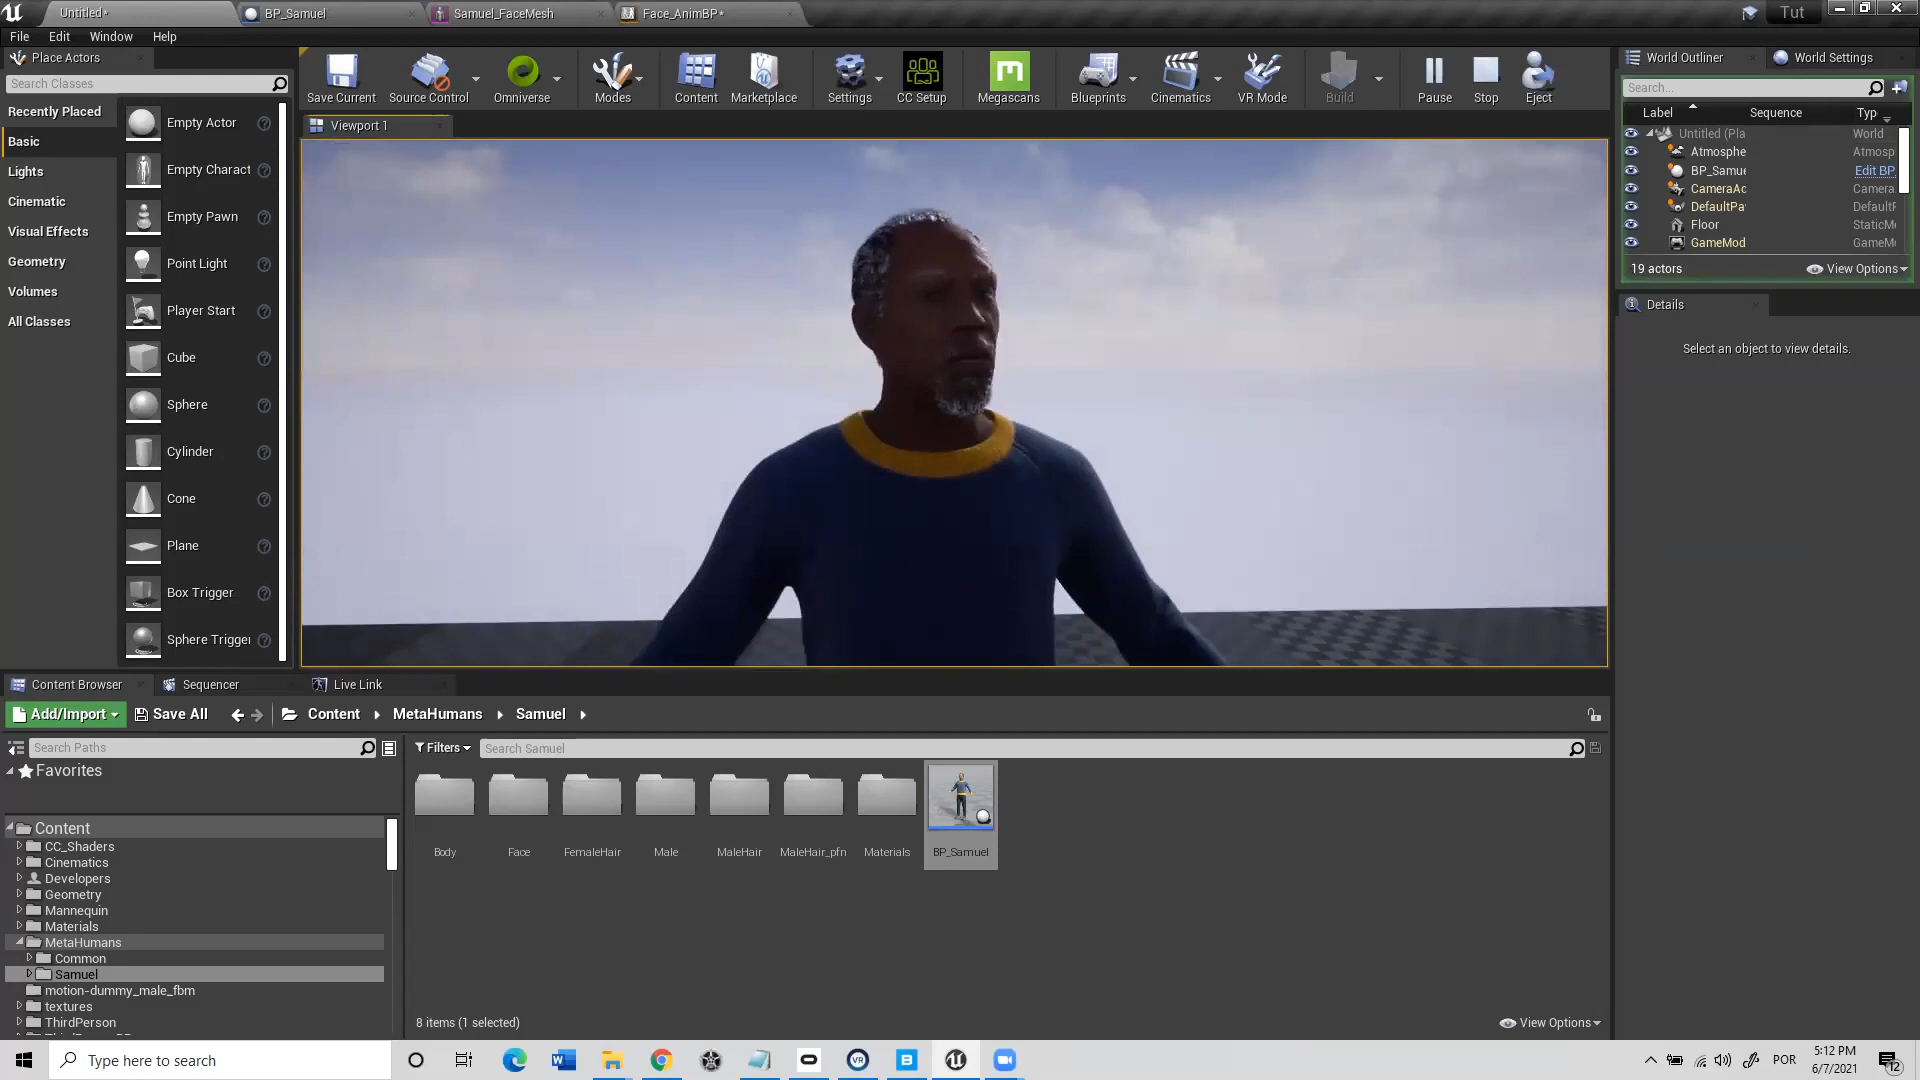 Untitled*
BP_Samuel
Samuel_FaceMesh
Face_AnimBP*
Tut
File Edit Window Help
Place Actors
Search Classes
Recently Placed
Basic
Lights
Cinematic
Visual Effects
Geometry
Volumes
All Classes
Empty Actor
Empty Charact
Empty Pawn
Point Light
Player Start
Cube
Sphere
Cylinder
Cone
Plane
Box Trigger
Sphere Trigger
Save Current
Source Control
Omniverse
Modes
Content
Marketplace
Settings
CC Setup
Megascans
Blueprints
Cinematics
VR Mode
Build
Pause
Stop
Eject
Viewport 1
World Outliner
World Settings
Search...
Label Sequence Typ
Untitled (Pla World
Atmosphe Atmosp
BP_Samue Edit BP
CameraAc Camera
DefaultPa DefaultP
Floor StaticMe
GameMod GameMo
19 actors View Options
Details
Select an object to view details.
Content Browser
Sequencer
Live Link
Add/Import Save All Content MetaHumans Samuel
Search Paths
Favorites
Content
CC_Shaders
Cinematics
Developers
Geometry
Mannequin
Materials
MetaHumans
Common
Samuel
motion-dummy_male_fbm
textures
ThirdPerson
Filters Search Samuel
Body
Face
FemaleHair
Male
MaleHair
MaleHair_pfn
Materials
BP_Samuel
8 items (1 selected) View Options
Type here to search
POR
5:12 PM
6/7/2021
12